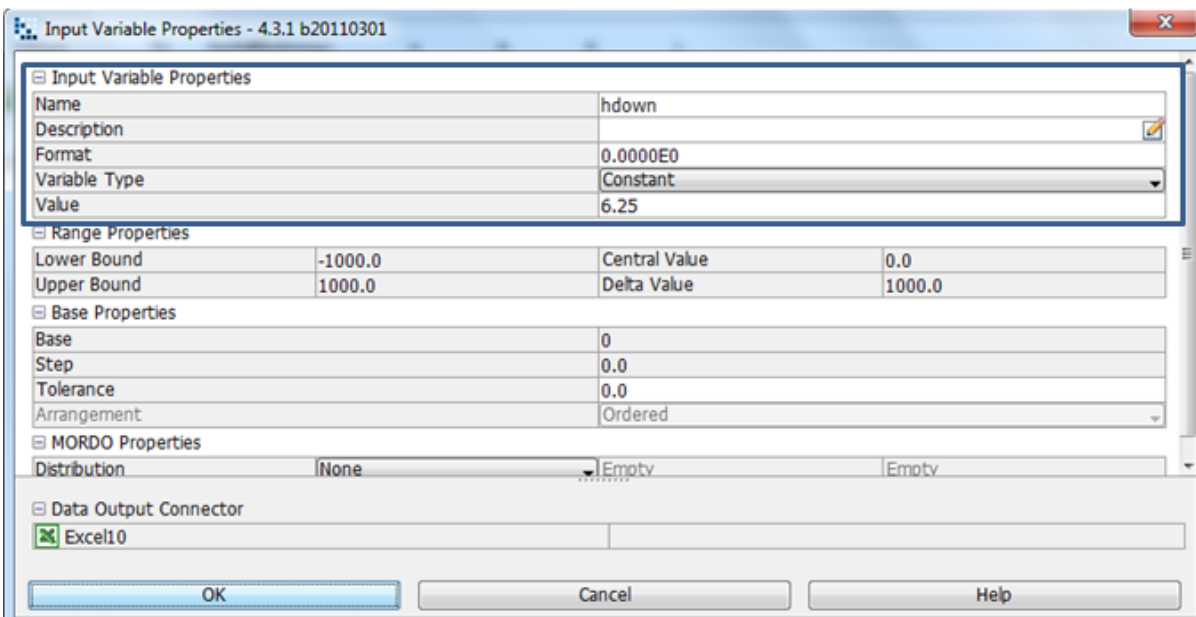 Input Variable Properties - 4.3.1 b20110301
Input Variable Properties
Name hdown
Description
Format 0.0000E0
Variable Type Constant
Value 6.25
Range Properties
Lower Bound -1000.0 Central Value 0.0
Upper Bound 1000.0 Delta Value 1000.0
Base Properties
Base 0
Step 0.0
Tolerance 0.0
Arrangement Ordered
MORDO Properties
Distribution None Empty Empty
Data Output Connector
Excel10
OK Cancel Help